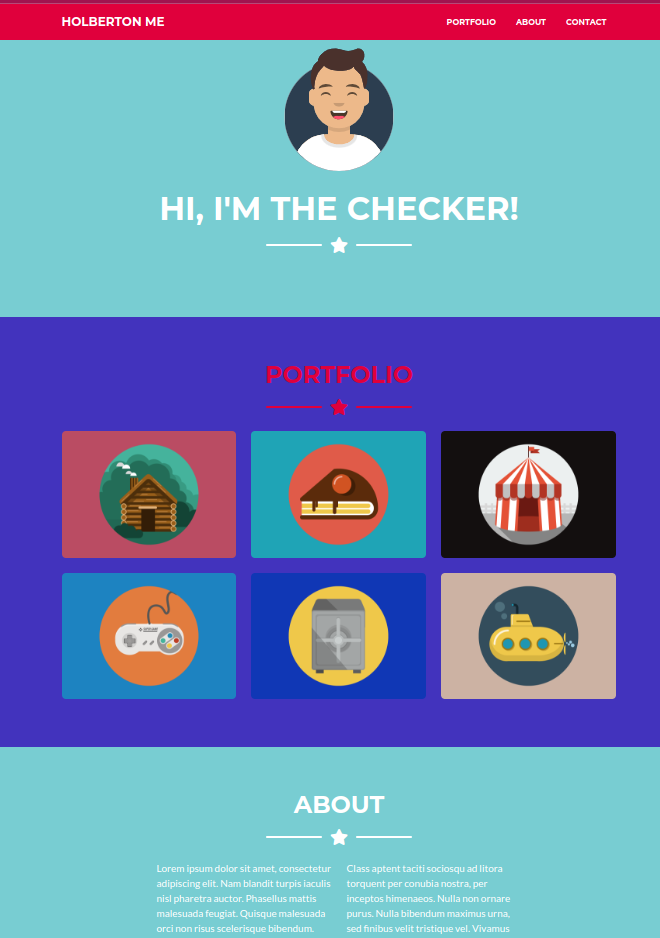 HOLBERTON ME
PORTFOLIO ABOUT CONTACT
HI, I'M THE CHECKER!
PORTFOLIO
ABOUT
Lorem ipsum dolor sit amet, consectetur
adipiscing elit. Nam blandit turpis iaculis
nisl pharetra auctor. Phasellus mattis
malesuada feugiat. Quisque malesuada
orci non risus scelerisque bibendum.
Class aptent taciti sociosqu ad litora
torquent per conubia nostra, per
inceptos himenaeos. Nulla non ornare
purus. Nulla bibendum maximus urna,
sed finibus velit tristique vel. Vivamus